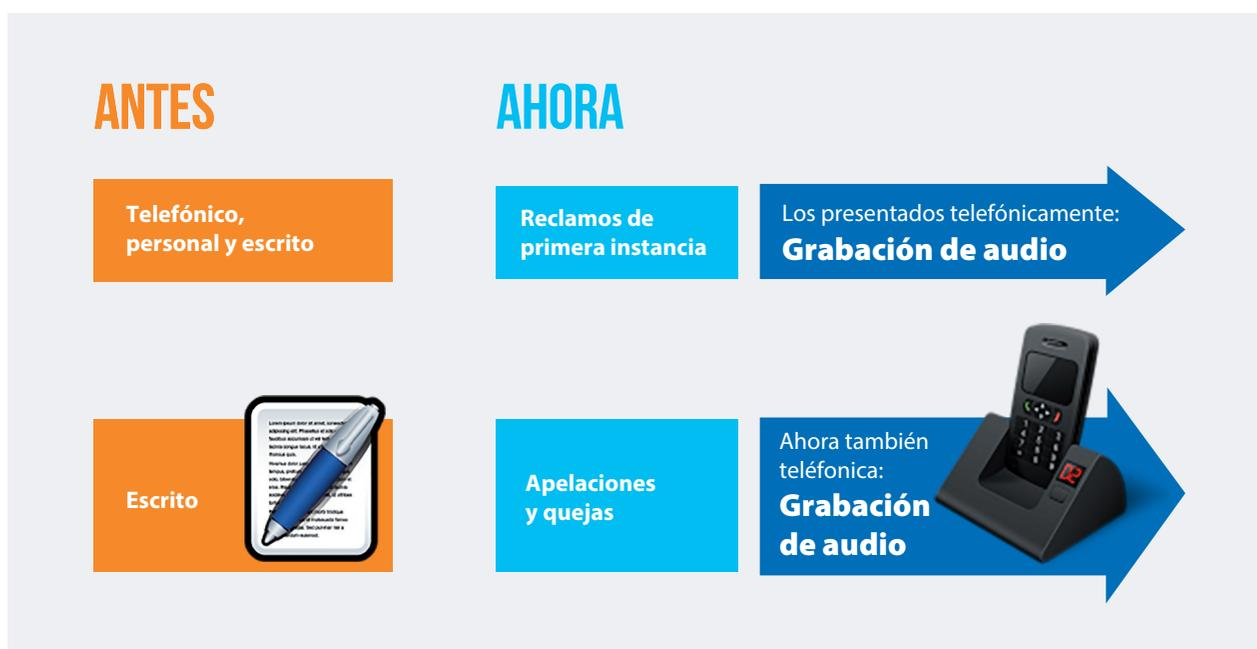 ANTES
AHORA
Telefónico,
personal y escrito
Reclamos de
primera instancia
Los presentados telefónicamente:
Grabación de audio
Escrito
Apelaciones
y quejas
Ahora también
teléfonica:
Grabación
de audio
02